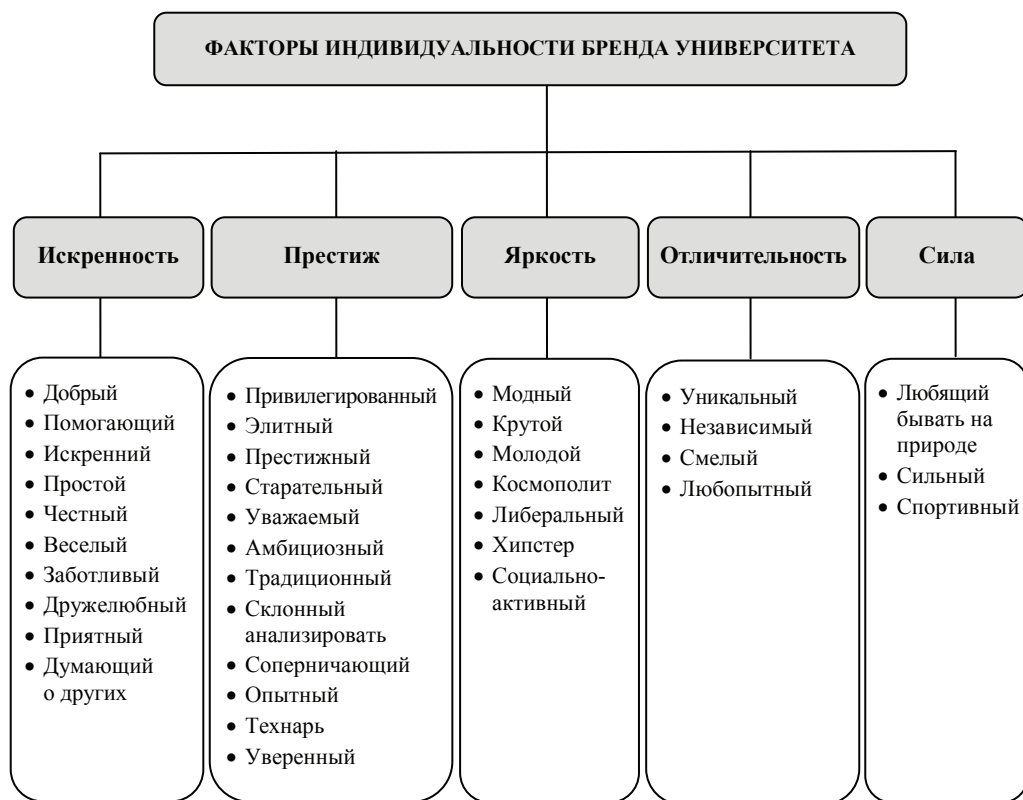 ФАКТОРЫ ИНДИВИДУАЛЬНОСТИ БРЕНДА УНИВЕРСИТЕТА
Искренность
Престиж
Яркость
Отличительность
Сила
• Добрый
• Помогающий
• Искренний
• Простой
• Честный
• Веселый
• Заботливый
• Дружелюбный
• Приятный
• Думающий
о других
• Привилегированный
• Элитный
• Престижный
• Старательный
• Уважаемый
• Амбициозный
• Традиционный
• Склонный
анализировать
• Соперничающий
• Опытный
• Технарь
• Уверенный
• Модный
• Крутой
• Молодой
• Космополит
• Либеральный
• Хипстер
• Социально-
активный
• Уникальный
• Независимый
• Смелый
• Любопытный
• Любящий
бывать на
природе
• Сильный
• Спортивный